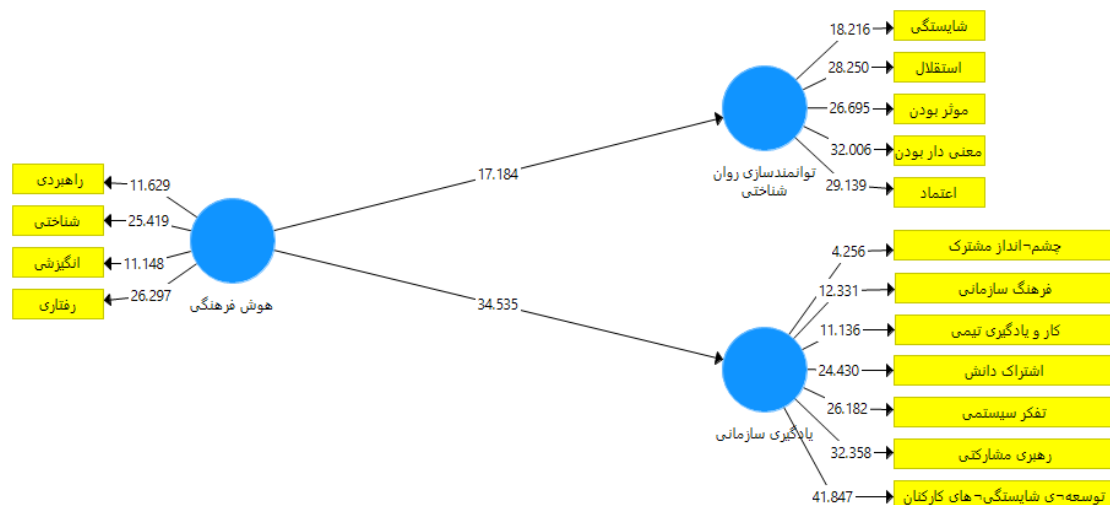 شایستگی
18.216
استقلال
28.250
موثر بودن
26.695
معنی دار بودن
32.006
اعتماد
29.139
توانمندسازی روان
شناختی
17.184
راهبردی
11.629
شناختی
25.419
انگیزشی
11.148
رفتاری
26.297
هوش فرهنگی
34.535
چشم¬انداز مشترک
4.256
فرهنگ سازمانی
12.331
کار و یادگیری تیمی
11.136
اشتراک دانش
24.430
تفکر سیستمی
26.182
رهبری مشارکتی
32.358
توسعه¬ی شایستگی¬های کارکنان
41.847
یادگیری سازمانی